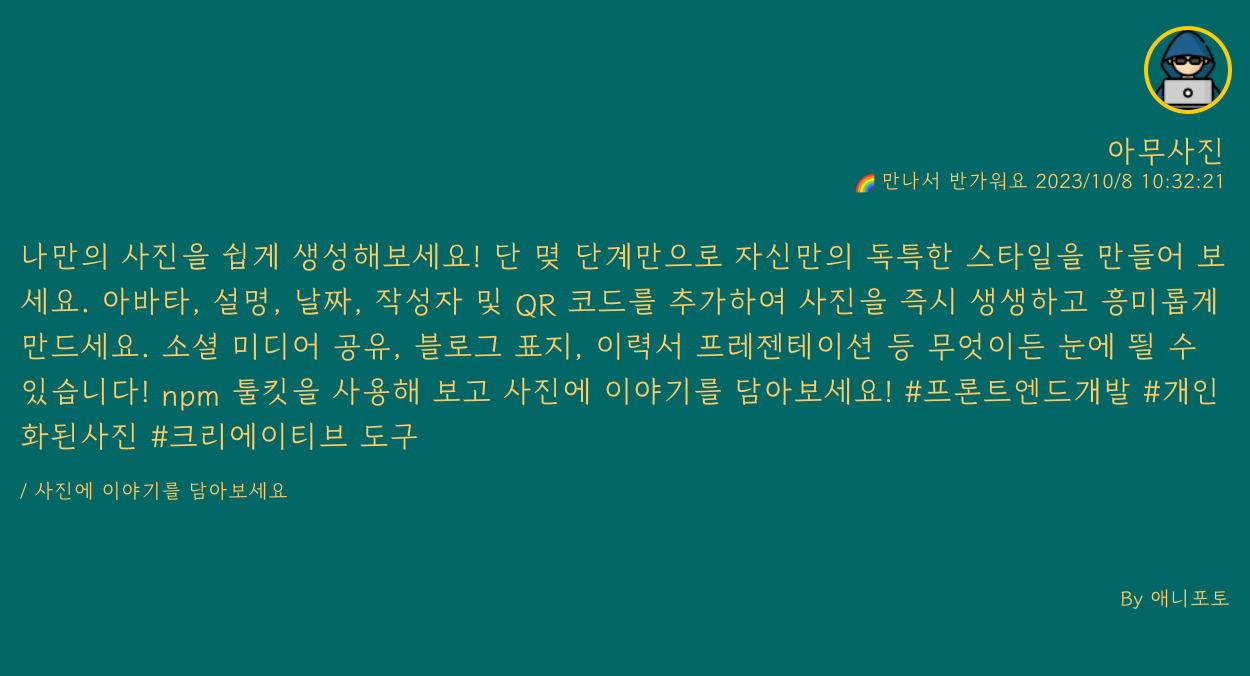 아무사진
🌈 만나서 반가워요 2023/10/8 10:32:21
나만의 사진을 쉽게 생성해보세요! 단 몇 단계만으로 자신만의 독특한 스타일을 만들어 보
세요. 아바타, 설명, 날짜, 작성자 및 QR 코드를 추가하여 사진을 즉시 생생하고 흥미롭게
만드세요. 소셜 미디어 공유, 블로그 표지, 이력서 프레젠테이션 등 무엇이든 눈에 띌 수
있습니다! npm 툴킷을 사용해 보고 사진에 이야기를 담아보세요! #프론트엔드개발 #개인
화된사진 #크리에이티브 도구
/ 사진에 이야기를 담아보세요
By 애니포토